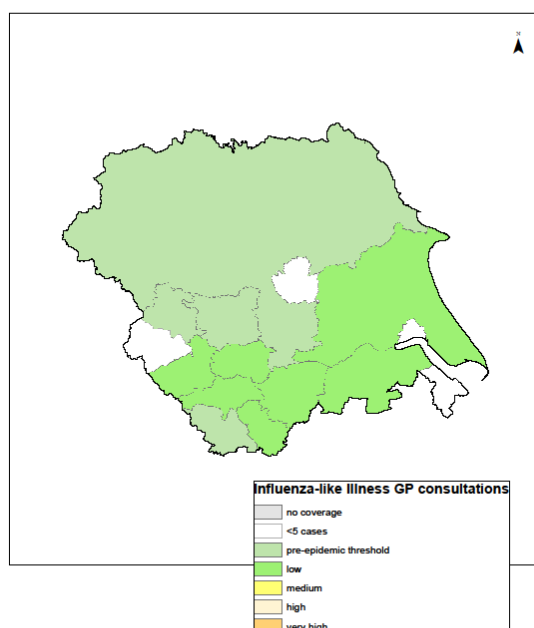 N
Influenza-like Illness GP consultations
no coverage
<5 cases
pre-epidemic threshold
low
medium
high
very high